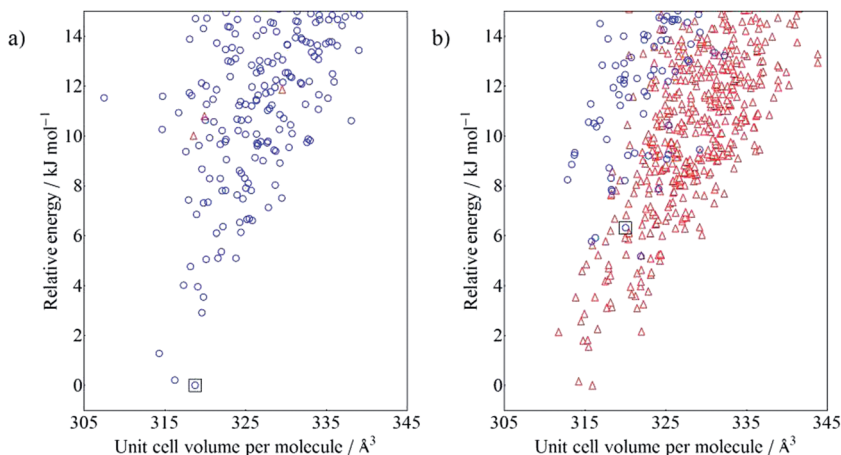 a)
Relative energy / kJ mol⁻¹
14
12
10
8
6
4
2
0
305 315 325 335 345
Unit cell volume per molecule / Å³
b)
Relative energy / kJ mol⁻¹
14
12
10
8
6
4
2
0
305 315 325 335 345
Unit cell volume per molecule / Å³